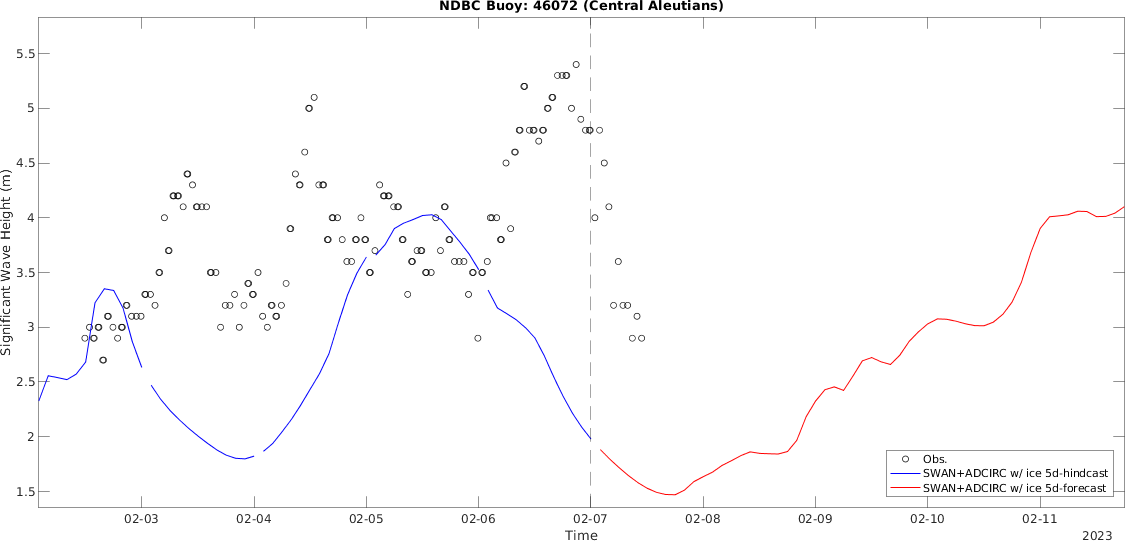 NDBC Buoy: 46072 (Central Aleutians)
Significant Wave Height (m)
5.5
5
4.5
4
3.5
3
2.5
2
1.5
Obs.
SWAN+ADCIRC w/ ice 5d-hindcast
SWAN+ADCIRC w/ ice 5d-forecast
02-03 02-04 02-05 02-06 02-07 02-08 02-09 02-10 02-11
Time
2023